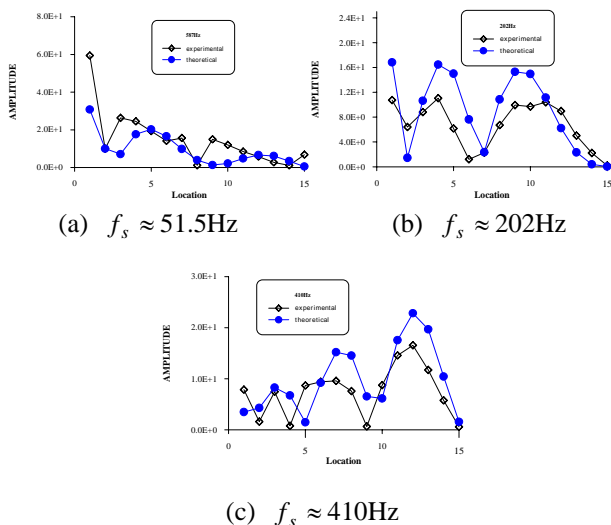 8.0E+1
6.0E+1
4.0E+1
2.0E+1
0.0E+0
AMPLITUDE
587Hz
experimental
theoretical
0 5 10 15
Location
(a) f_s ≈ 51.5Hz
2.4E+1
2.0E+1
1.6E+1
1.2E+1
8.0E+0
4.0E+0
0.0E+0
AMPLITUDE
202Hz
experimental
theoretical
0 5 10 15
Location
(b) f_s ≈ 202Hz
3.0E+1
2.0E+1
1.0E+1
0.0E+0
AMPLITUDE
410Hz
experimental
theoretical
0 5 10 15
Location
(c) f_s ≈ 410Hz